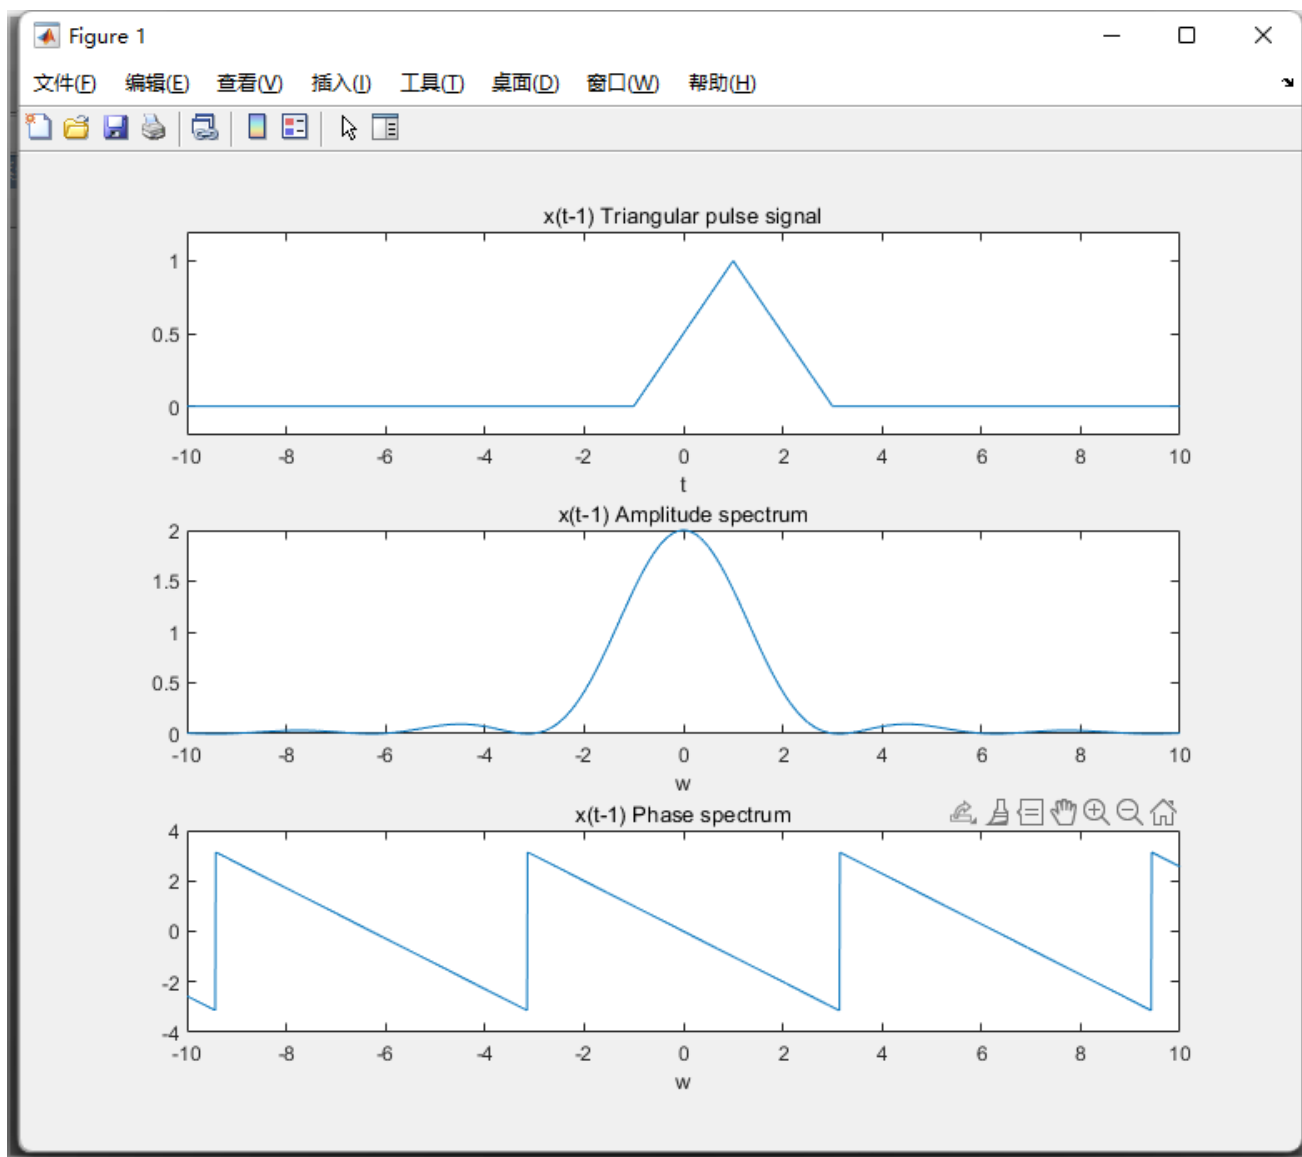 Figure 1
文件(F) 编辑(E) 查看(V) 插入(I) 工具(T) 桌面(D) 窗口(W) 帮助(H)
x(t-1) Triangular pulse signal
1
0.5
0
-10 -8 -6 -4 -2 0 2 4 6 8 10
t
x(t-1) Amplitude spectrum
2
1.5
1
0.5
0
-10 -8 -6 -4 -2 0 2 4 6 8 10
w
x(t-1) Phase spectrum
4
2
0
-2
-4
-10 -8 -6 -4 -2 0 2 4 6 8 10
w